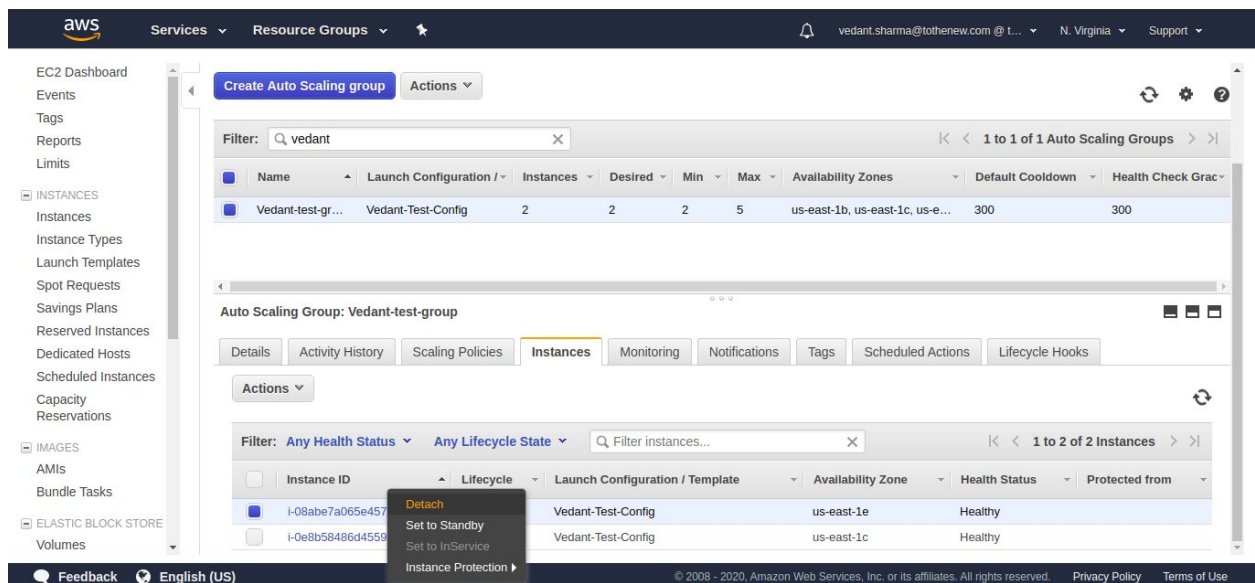 aws Services Resource Groups vedant.sharma@tothenew.com @ t... N. Virginia Support
EC2 Dashboard
Events
Tags
Reports
Limits
INSTANCES
Instances
Instance Types
Launch Templates
Spot Requests
Savings Plans
Reserved Instances
Dedicated Hosts
Scheduled Instances
Capacity
Reservations
IMAGES
AMIs
Bundle Tasks
ELASTIC BLOCK STORE
Volumes
Create Auto Scaling group Actions
Filter: vedant 1 to 1 of 1 Auto Scaling Groups
Name Launch Configuration / Instances Desired Min Max Availability Zones Default Cooldown Health Check Grac
Vedant-test-gr... Vedant-Test-Config 2 2 2 5 us-east-1b, us-east-1c, us-e... 300 300
Auto Scaling Group: Vedant-test-group
Details Activity History Scaling Policies Instances Monitoring Notifications Tags Scheduled Actions Lifecycle Hooks
Actions
Filter: Any Health Status Any Lifecycle State Filter instances... 1 to 2 of 2 Instances
Instance ID Lifecycle Launch Configuration / Template Availability Zone Health Status Protected from
i-08abe7a065e457 Vedant-Test-Config us-east-1e Healthy
i-0e8b58486d4559 Vedant-Test-Config us-east-1c Healthy
Detach
Set to Standby
Set to InService
Instance Protection
Feedback English (US) © 2008 - 2020, Amazon Web Services, Inc. or its affiliates. All rights reserved. Privacy Policy Terms of Use